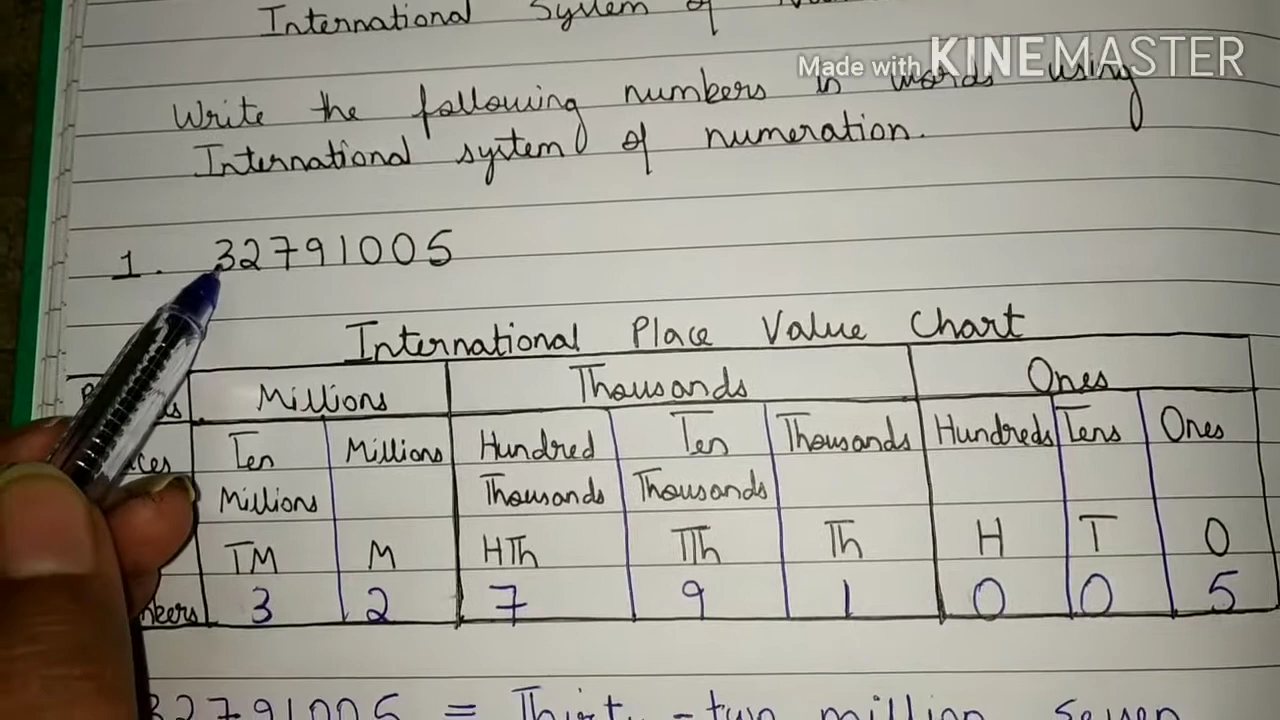 International System of
Made with KINEMASTER
Write the following numbers in words using
International system of numeration.
1. 32791005
International Place Value Chart
Millions Thousands Ones
Ten Millions Hundred Ten Thousands Hundreds Tens Ones
Millions Thousands Thousands
TM M HTh TTh Th H T O
3 2 7 9 1 0 0 5
32791005 = Thirty-two million seven